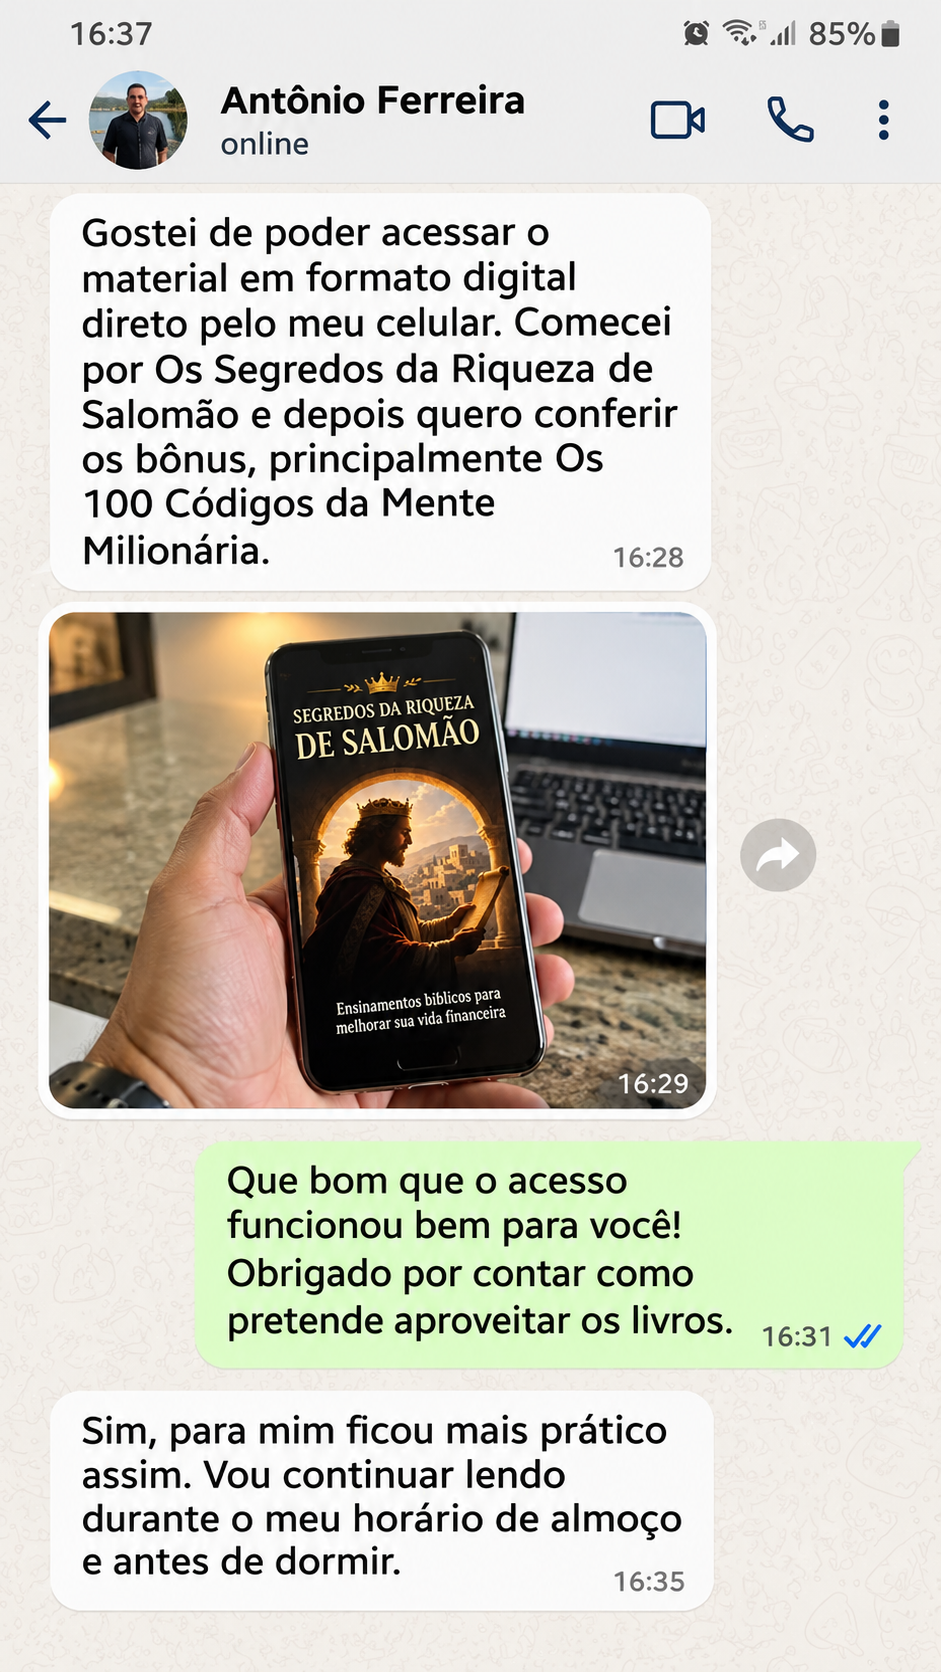 16:37
85%
Antônio Ferreira
online
Gostei de poder acessar o
material em formato digital
direto pelo meu celular. Comecei
por Os Segredos da Riqueza de
Salomão e depois quero conferir
os bônus, principalmente Os
100 Códigos da Mente
Milionária.
16:28
SEGREDOS DA RIQUEZA
DE SALOMÃO
Ensinamentos bíblicos para
melhorar sua vida financeira
16:29
Que bom que o acesso
funcionou bem para você!
Obrigado por contar como
pretende aproveitar os livros.
16:31
Sim, para mim ficou mais prático
assim. Vou continuar lendo
durante o meu horário de almoço
e antes de dormir.
16:35